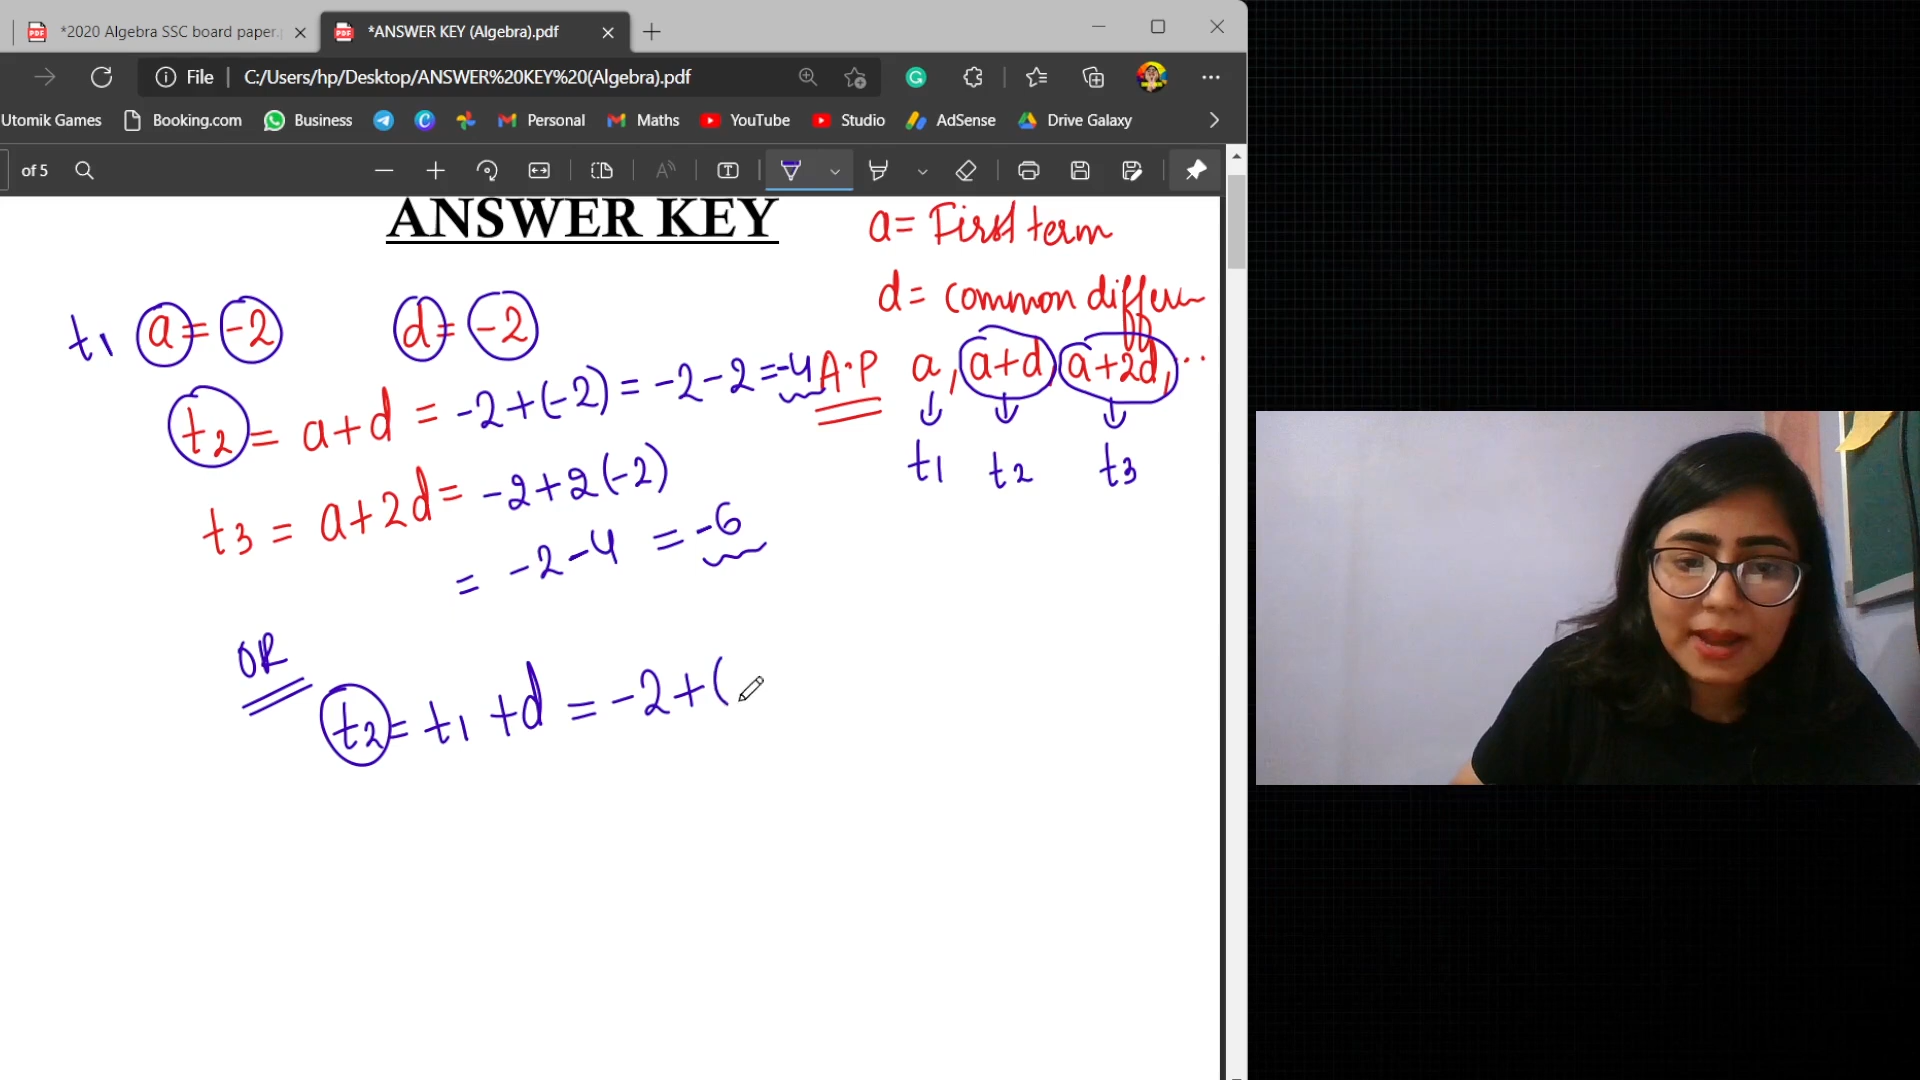 *2020 Algebra SSC board paper.p
*ANSWER KEY (Algebra).pdf
File C:/Users/hp/Desktop/ANSWER%20KEY%20(Algebra).pdf
Utomik Games Booking.com Business Personal Maths YouTube Studio AdSense Drive Galaxy
of 5
ANSWER KEY
a = First term
d = common differen
t1 a = -2 d = -2
A.P a, a+d, a+2d, ...
t1 t2 t3
t2 = a+d = -2+(-2) = -2-2 = -4
t3 = a+2d = -2+2(-2)
= -2-4 = -6
OR
t2 = t1 + d = -2+(